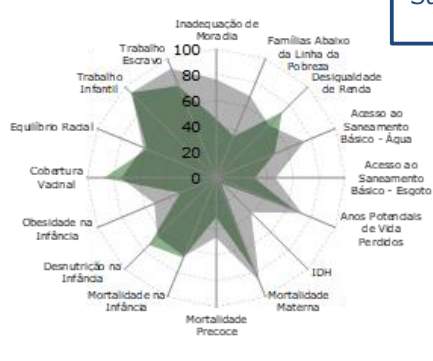 Inadequação de
Moradia
Famílias Abaixo
da Linha da
Pobreza
Desigualdade
de Renda
Acesso ao
Saneamento
Básico - Água
Acesso ao
Saneamento
Básico - Esgoto
Anos Potenciais
de Vida
Perdidos
IDH
Mortalidade
Materna
Mortalidade
Precoce
Mortalidade na
Infância
Desnutrição na
Infância
Obesidade na
Infância
Cobertura
Vacinal
Equilíbrio Racial
Trabalho
Infantil
Trabalho
Escravo
100
80
60
40
20
0